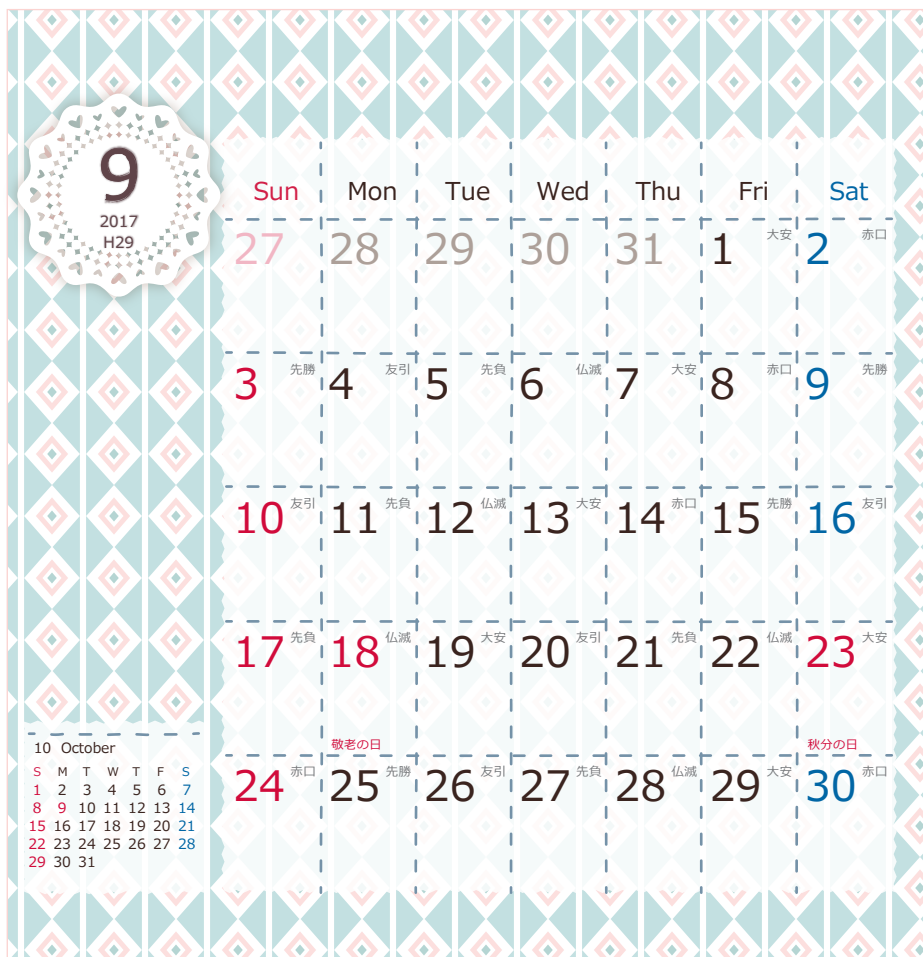 9
2017
H29
Sun Mon Tue Wed Thu Fri Sat
27 28 29 30 31 1 大安 2 赤口
3 先勝 4 友引 5 先負 6 仏滅 7 大安 8 赤口 9 先勝
10 友引 11 先負 12 仏滅 13 大安 14 赤口 15 先勝 16 友引
17 先負 18 仏滅 19 大安 20 友引 21 先負 22 仏滅 23 大安
敬老の日 秋分の日
24 赤口 25 先勝 26 友引 27 先負 28 仏滅 29 大安 30 赤口
10 October
S M T W T F S
1 2 3 4 5 6 7
8 9 10 11 12 13 14
15 16 17 18 19 20 21
22 23 24 25 26 27 28
29 30 31